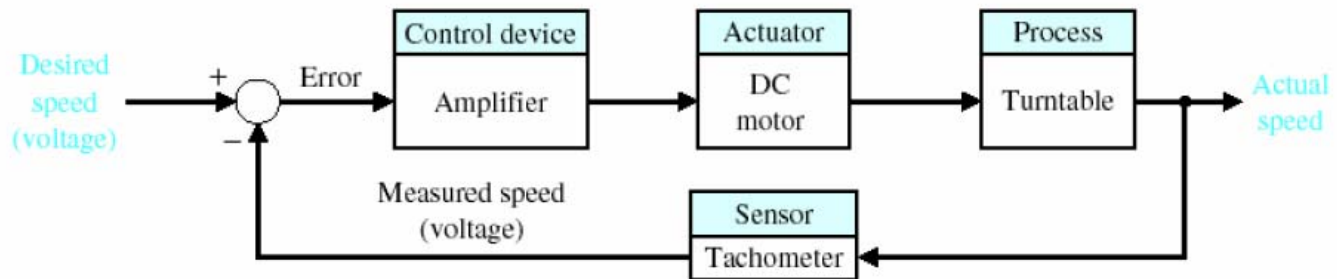 Desired
speed
(voltage)
+
−
Error
Control device
Amplifier
Actuator
DC
motor
Process
Turntable
Actual
speed
Measured speed
(voltage)
Sensor
Tachometer